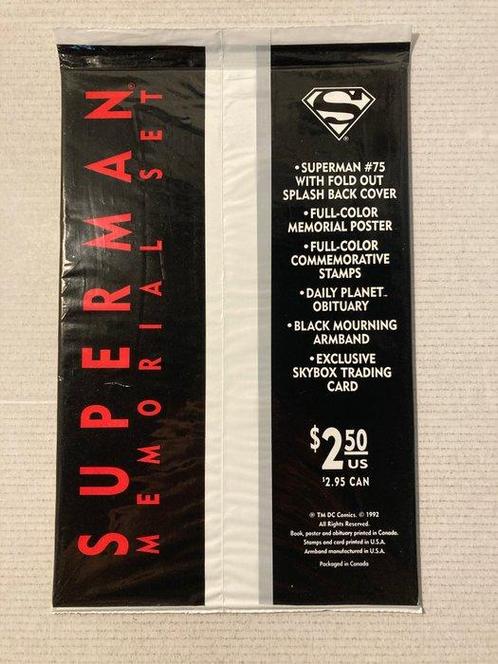 SUPERMAN®
MEMORIAL SET
S
®
•SUPERMAN #75
WITH FOLD OUT
SPLASH BACK COVER
•FULL-COLOR
MEMORIAL POSTER
•FULL-COLOR
COMMEMORATIVE
STAMPS
•DAILY PLANET™
OBITUARY
•BLACK MOURNING
ARMBAND
•EXCLUSIVE
SKYBOX TRADING
CARD
$2.50
US
$2.95 CAN
® TM DC Comics. © 1992
All Rights Reserved.
Book, poster and obituary printed in Canada.
Stamps and card printed in U.S.A.
Armband manufactured in U.S.A.
Packaged in Canada